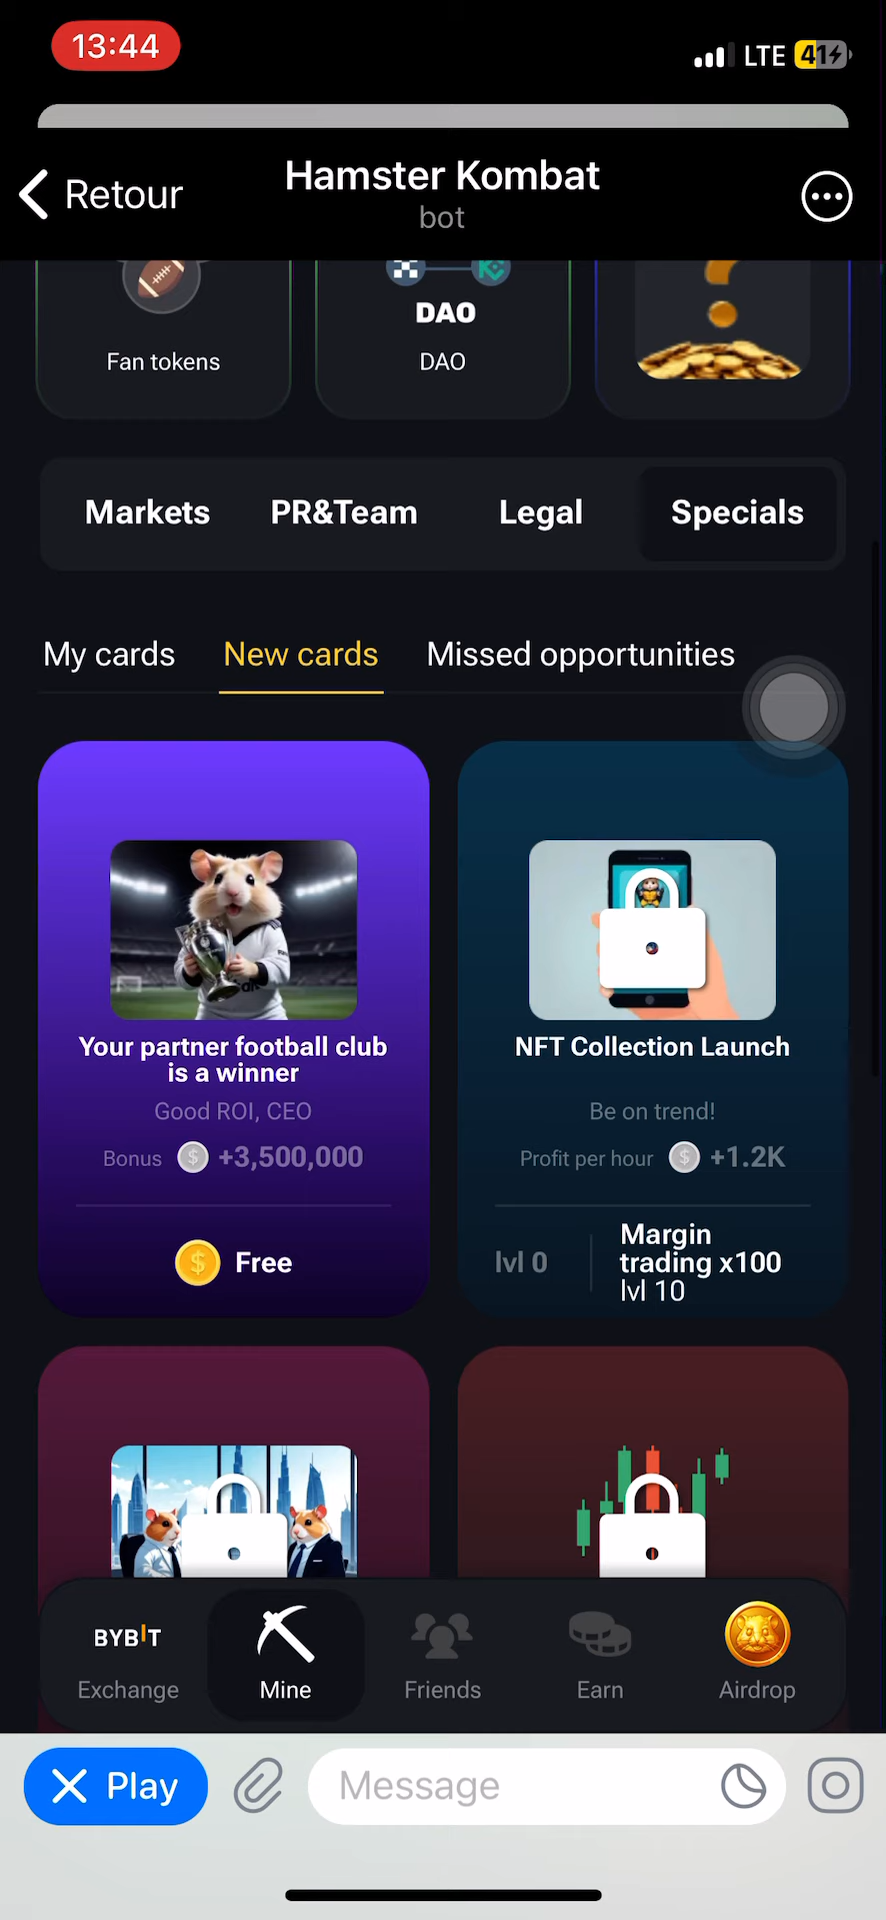 13:44
LTE 41
Retour
Hamster Kombat
bot
DAO
Fan tokens
DAO
Markets PR&Team Legal Specials
My cards New cards Missed opportunities
Your partner football club
is a winner
Good ROI, CEO
Bonus $ +3,500,000
$ Free
NFT Collection Launch
Be on trend!
Profit per hour $ +1.2K
lvl 0
Margin
trading x100
lvl 10
BYBIT
Exchange Mine Friends Earn Airdrop
Play
Message